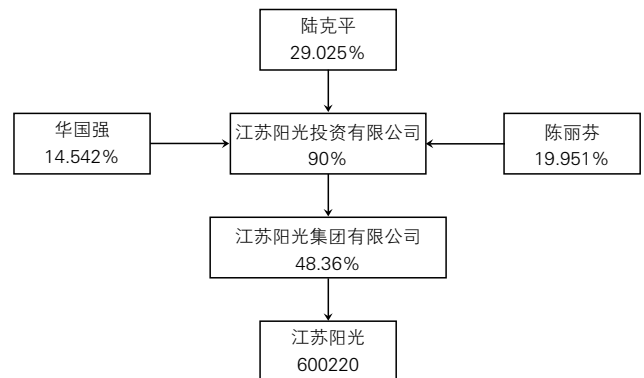 陆克平
29.025%
华国强
14.542%
江苏阳光投资有限公司
90%
陈丽芬
19.951%
江苏阳光集团有限公司
48.36%
江苏阳光
600220